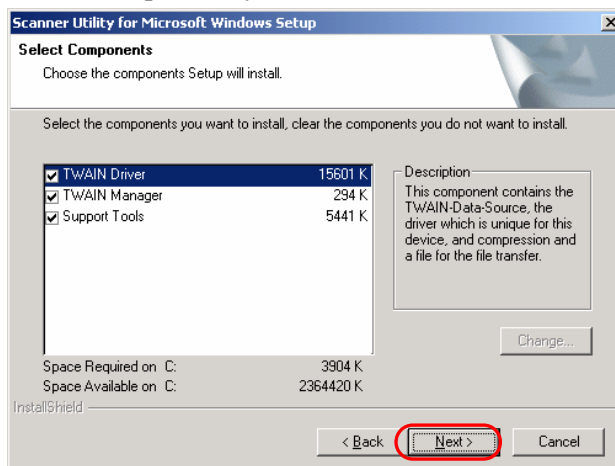 Scanner Utility for Microsoft Windows Setup
Select Components
Choose the components Setup will install.
Select the components you want to install, clear the components you do not want to install.
TWAIN Driver 15601 K
TWAIN Manager 294 K
Support Tools 5441 K
Description
This component contains the
TWAIN-Data-Source, the
driver which is unique for this
device, and compression and
a file for the file transfer.
Change...
Space Required on C: 3904 K
Space Available on C: 2364420 K
InstallShield
< Back Next > Cancel